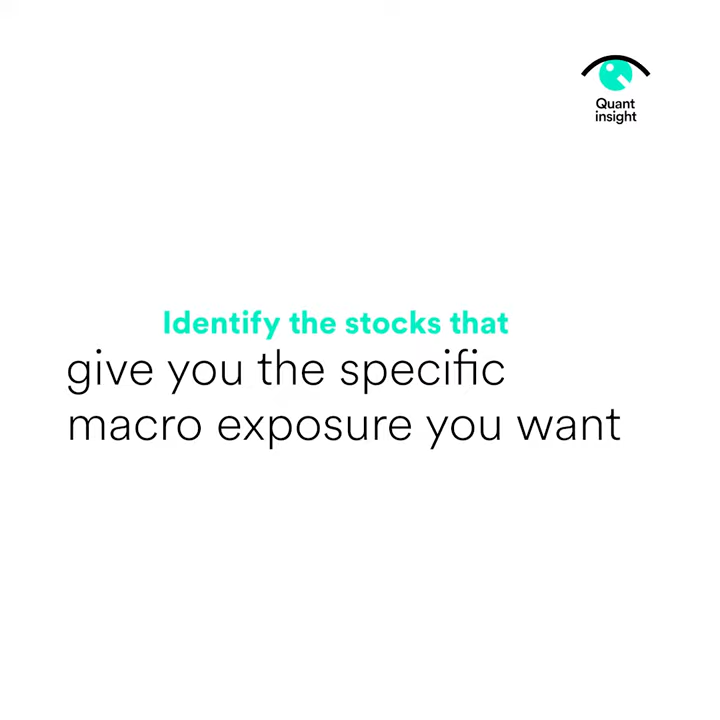 Quant
insight
Identify the stocks that
give you the specific
macro exposure you want